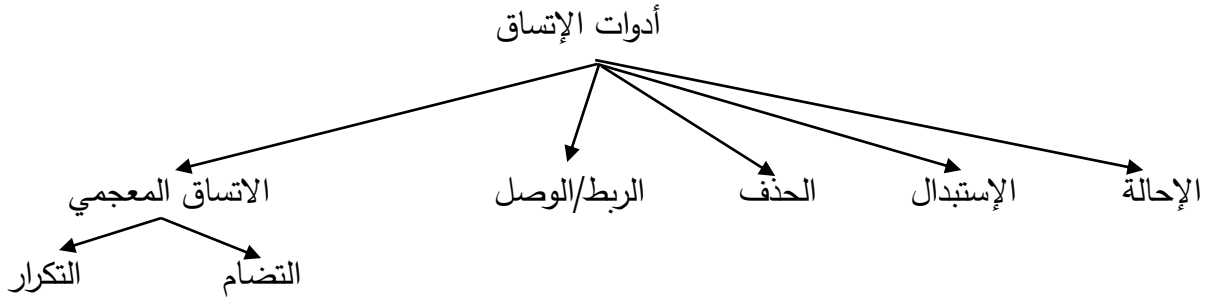 أدوات الإتساق
الإحالة الإستبدال الحذف الربط/الوصل الاتساق المعجمي
التضام التكرار